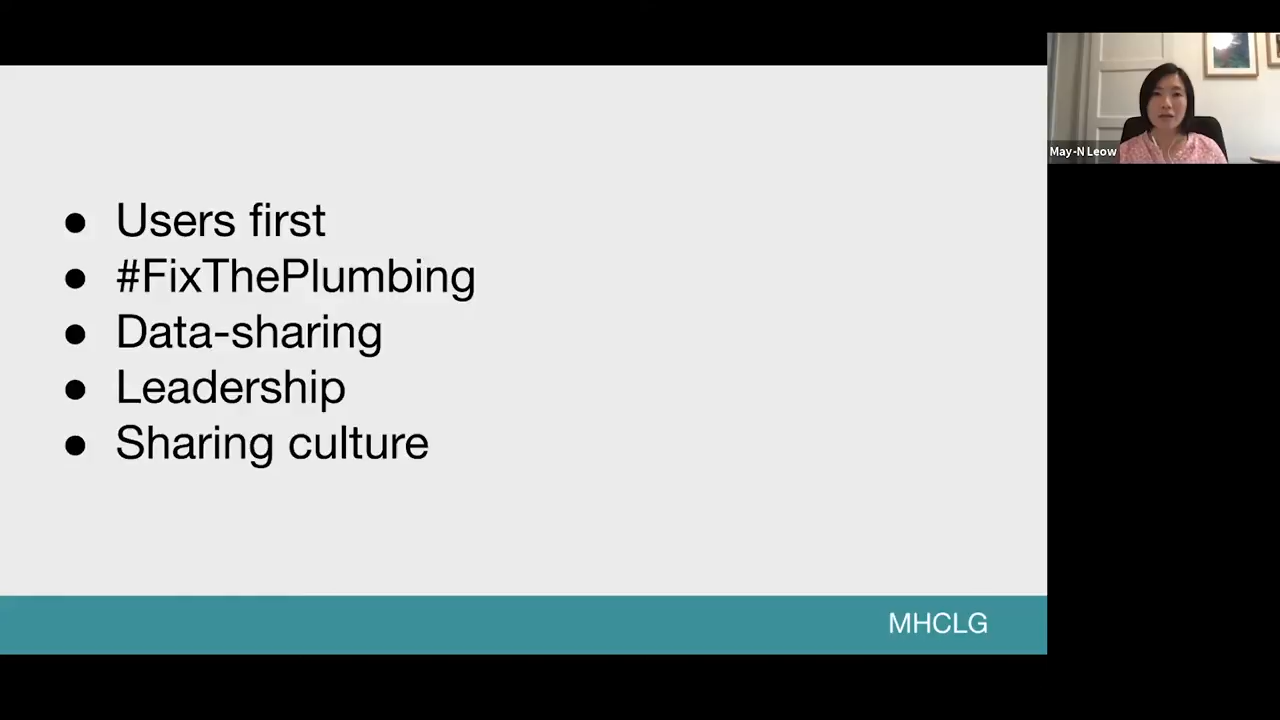 ● Users first
● #FixThePlumbing
● Data-sharing
● Leadership
● Sharing culture
MHCLG
May-N Leow